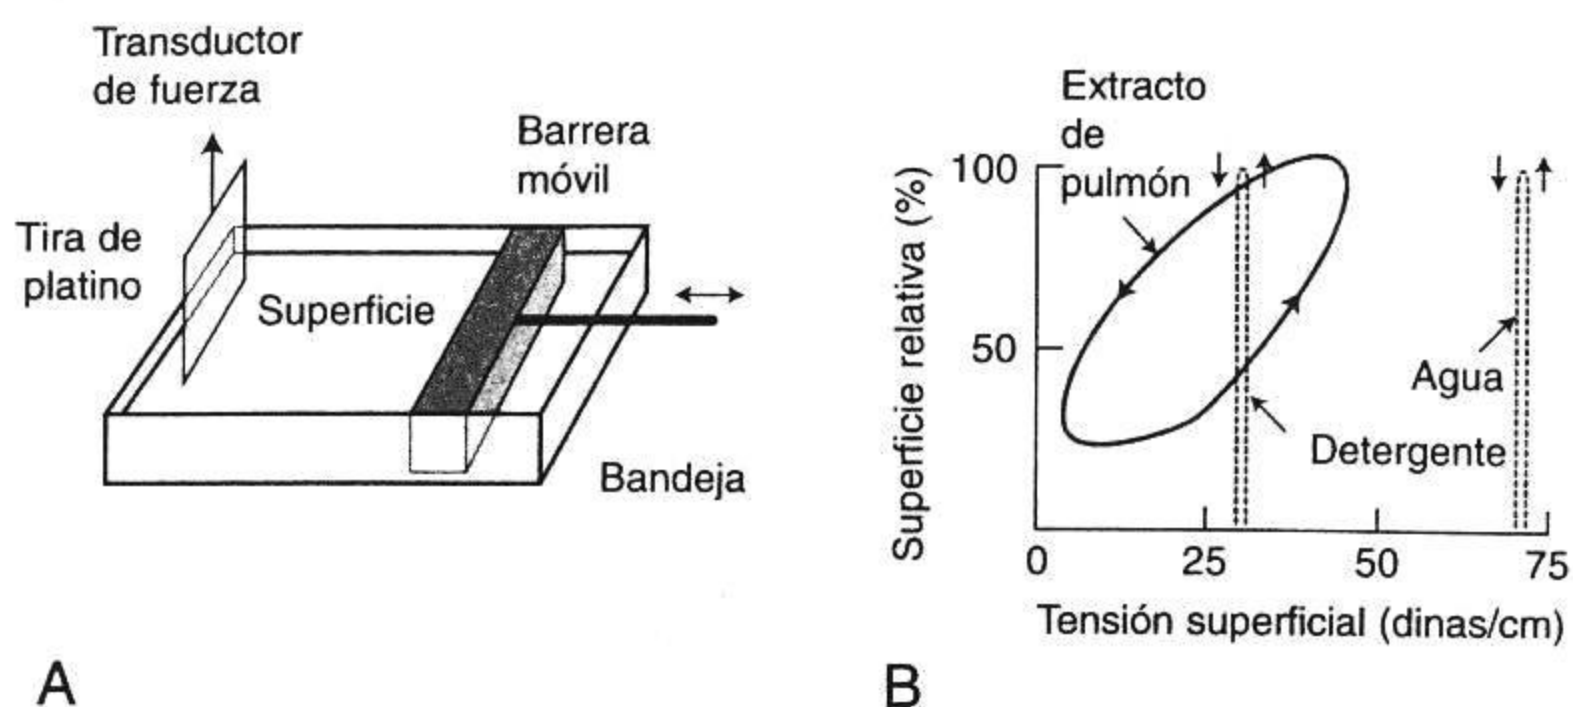 Transductor
de fuerza
Barrera
móvil
Tira de
platino
Superficie
Bandeja
A
Extracto
de
pulmón
100
50
Superficie relativa (%)
Agua
Detergente
0
25
50
75
Tensión superficial (dinas/cm)
B